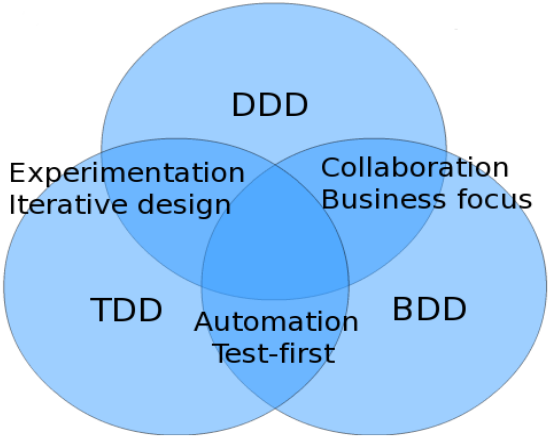 DDD
Experimentation
Iterative design
Collaboration
Business focus
TDD
BDD
Automation
Test-first